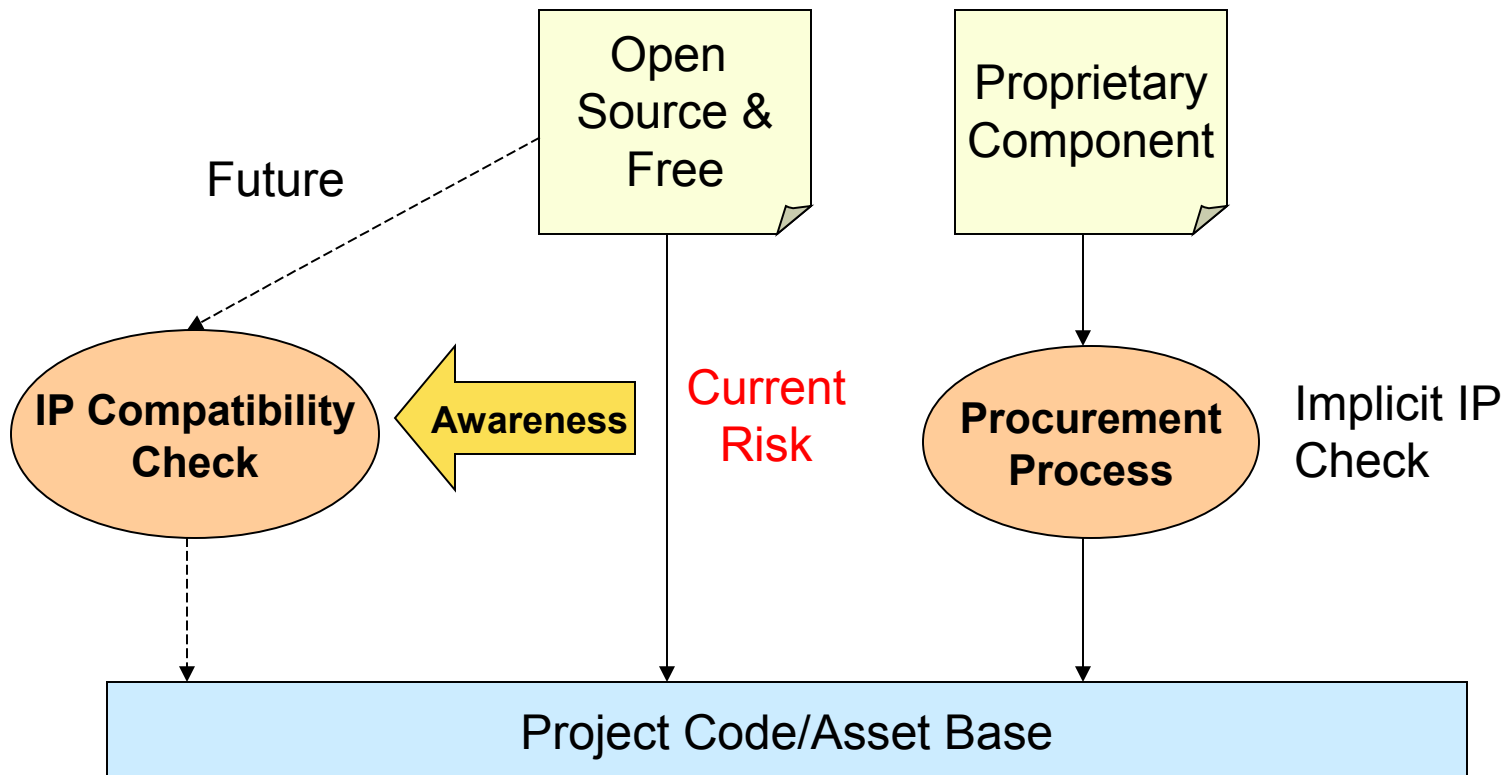 Open
Source &
Free
Proprietary
Component
Future
IP Compatibility
Check
Awareness
Current
Risk
Procurement
Process
Implicit IP
Check
Project Code/Asset Base